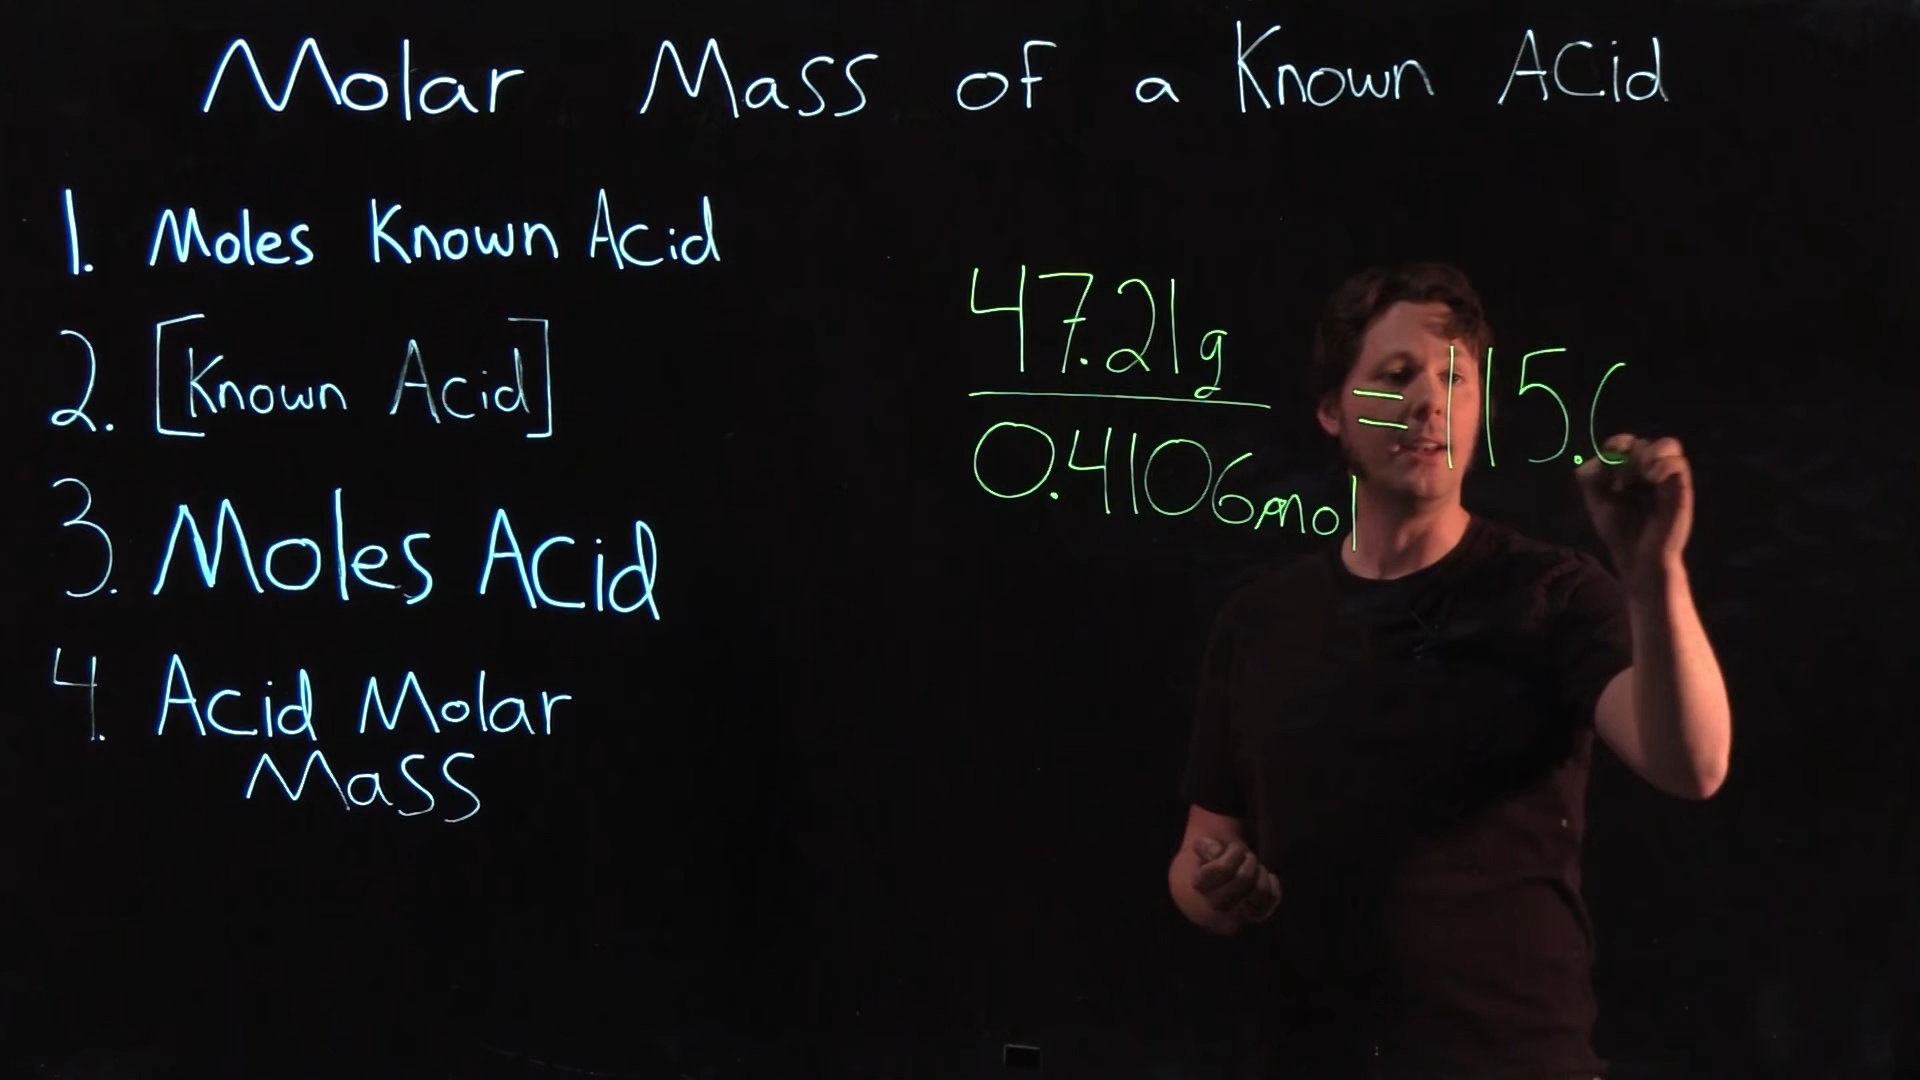 Molar Mass of a Known Acid
1. Moles Known Acid
2. [Known Acid]
3. Moles Acid
4. Acid Molar
Mass
47.21g
0.4106mol
= 115.